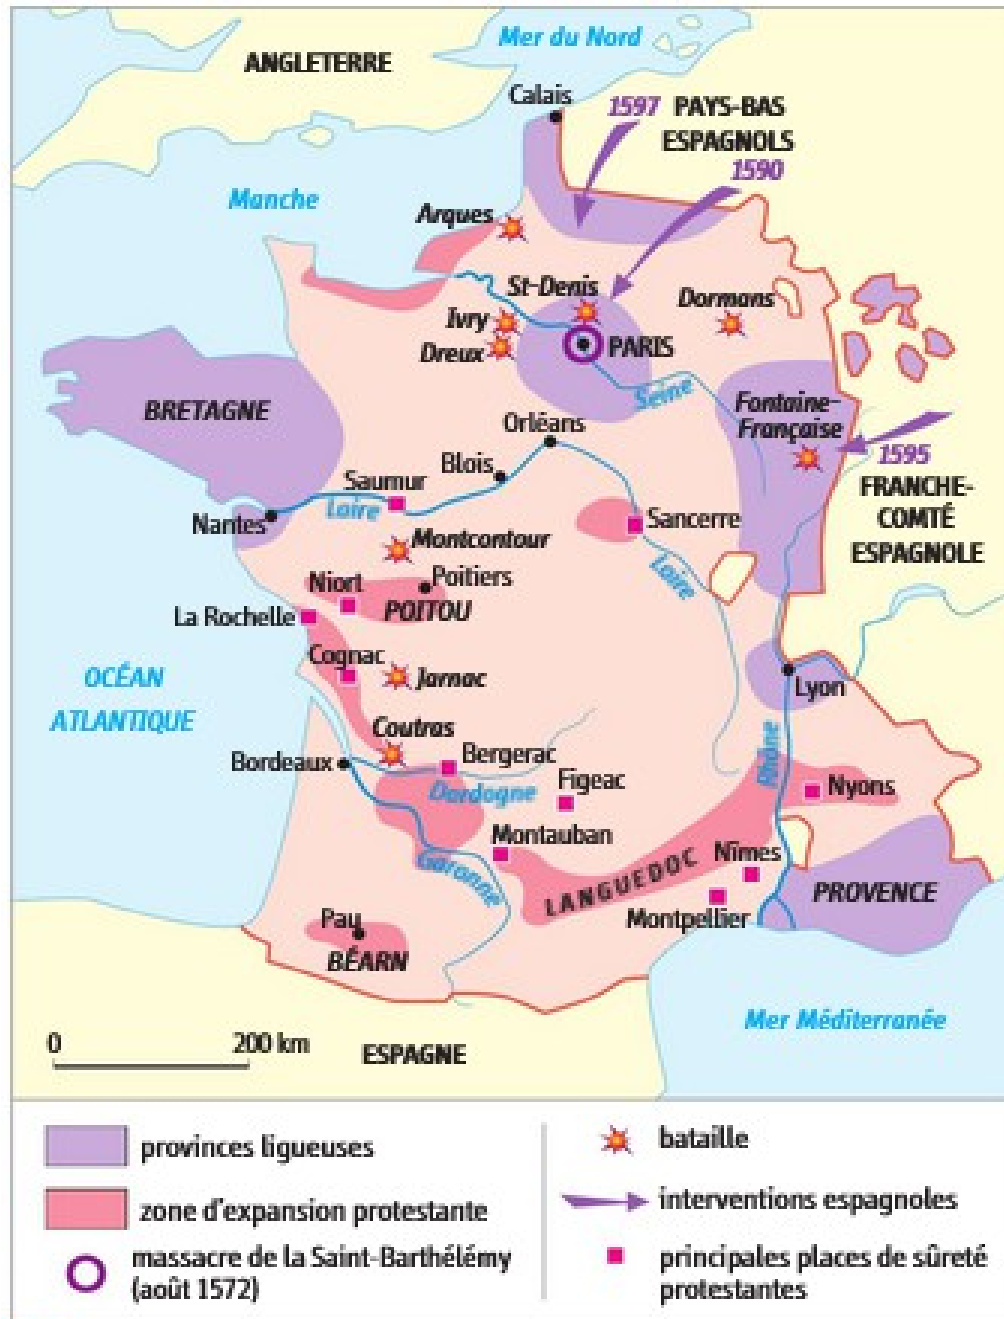 Mer du Nord
ANGLETERRE
Calais
1597
PAYS-BAS
ESPAGNOLS
1590
Manche
Arques
St-Denis
Dormans
Ivry
Dreux
PARIS
Seine
BRETAGNE
Fontaine-
Française
Orléans
Blois
1595
Saumur
Loire
FRANCHE-
COMTÉ
ESPAGNOLE
Nantes
Sancerre
Montcontour
Loire
Niort
Poitiers
POITOU
La Rochelle
Cognac
Jarnac
OCÉAN
ATLANTIQUE
Lyon
Coutras
Rhône
Bordeaux
Bergerac
Dordogne
Figeac
Nyons
Montauban
Garonne
LANGUEDOC
Nîmes
PROVENCE
Montpellier
Pau
BÉARN
Mer Méditerranée
0 200 km
ESPAGNE
provinces ligueuses
zone d'expansion protestante
massacre de la Saint-Barthélémy
(août 1572)
bataille
interventions espagnoles
principales places de sûreté
protestantes